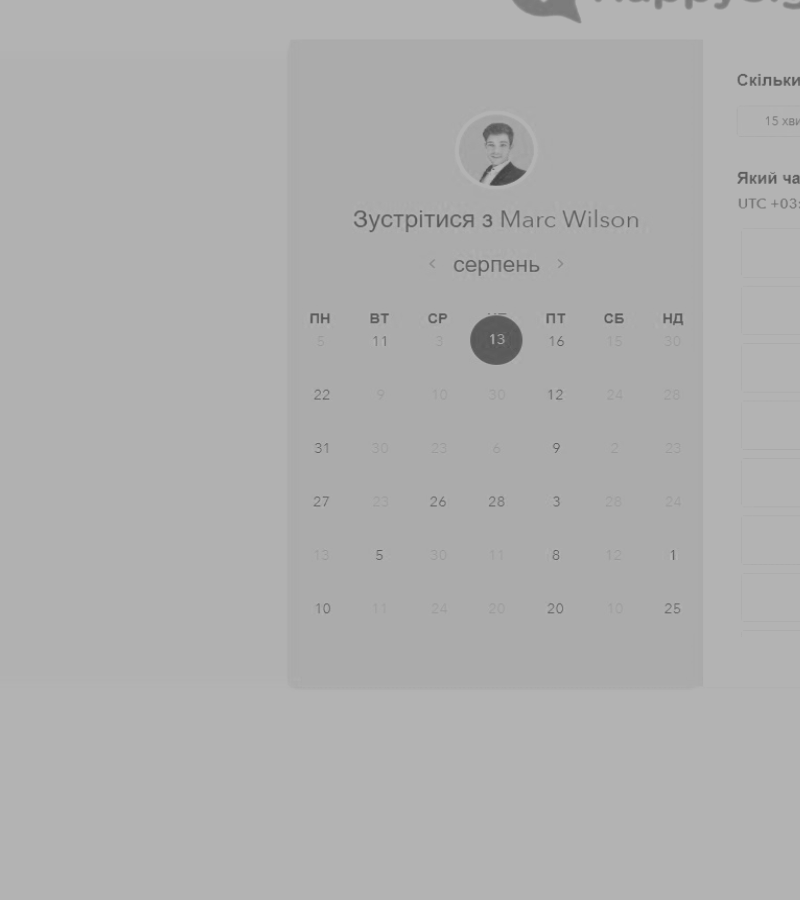 Скільки
15 хви
Зустрітися з Marc Wilson
Який ча
UTC +03:
< серпень >
ПН ВТ СР ПТ СБ НД
5 11 3 13 16 15 30
22 9 10 30 12 24 28
31 30 23 6 9 2 23
27 23 26 28 3 28 24
13 5 30 11 8 12 1
10 11 24 20 20 10 25